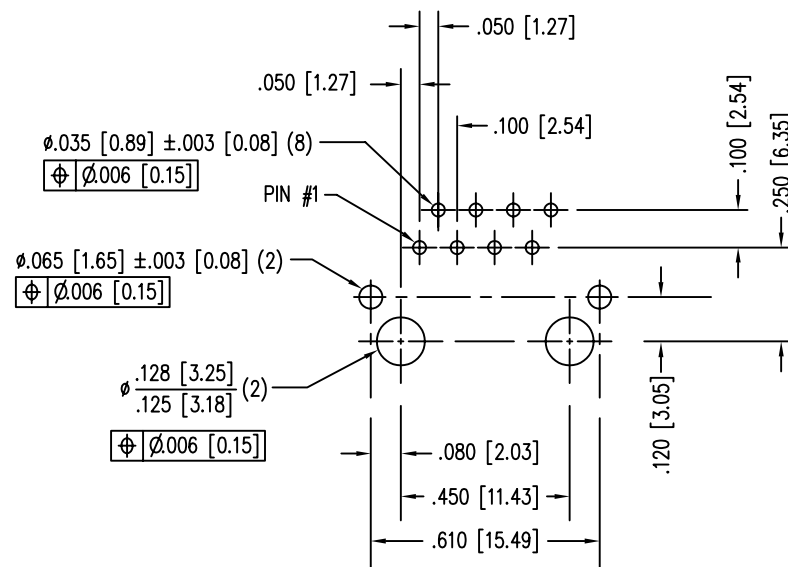 .050 [1.27]
.050 [1.27]
.100 [2.54]
.100 [2.54]
.250 [6.35]
ø.035 [0.89] ±.003 [0.08] (8)
⌖ Ø.006 [0.15]
PIN #1
ø.065 [1.65] ±.003 [0.08] (2)
⌖ Ø.006 [0.15]
ø .128 [3.25]
.125 [3.18] (2)
⌖ Ø.006 [0.15]
.120 [3.05]
.080 [2.03]
.450 [11.43]
.610 [15.49]